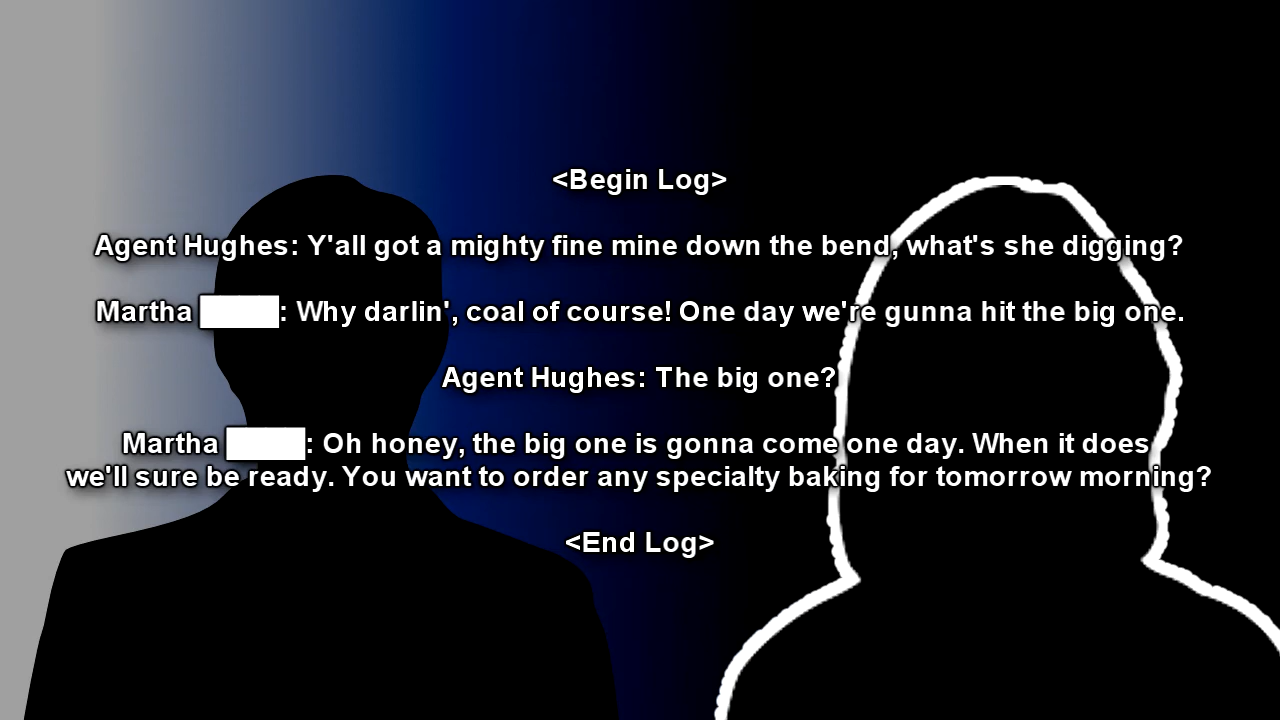 <Begin Log>
Agent Hughes: Y'all got a mighty fine mine down the bend, what's she digging?
Martha ████: Why darlin', coal of course! One day we're gunna hit the big one.
Agent Hughes: The big one?
Martha ████: Oh honey, the big one is gonna come one day. When it does
we'll sure be ready. You want to order any specialty baking for tomorrow morning?
<End Log>